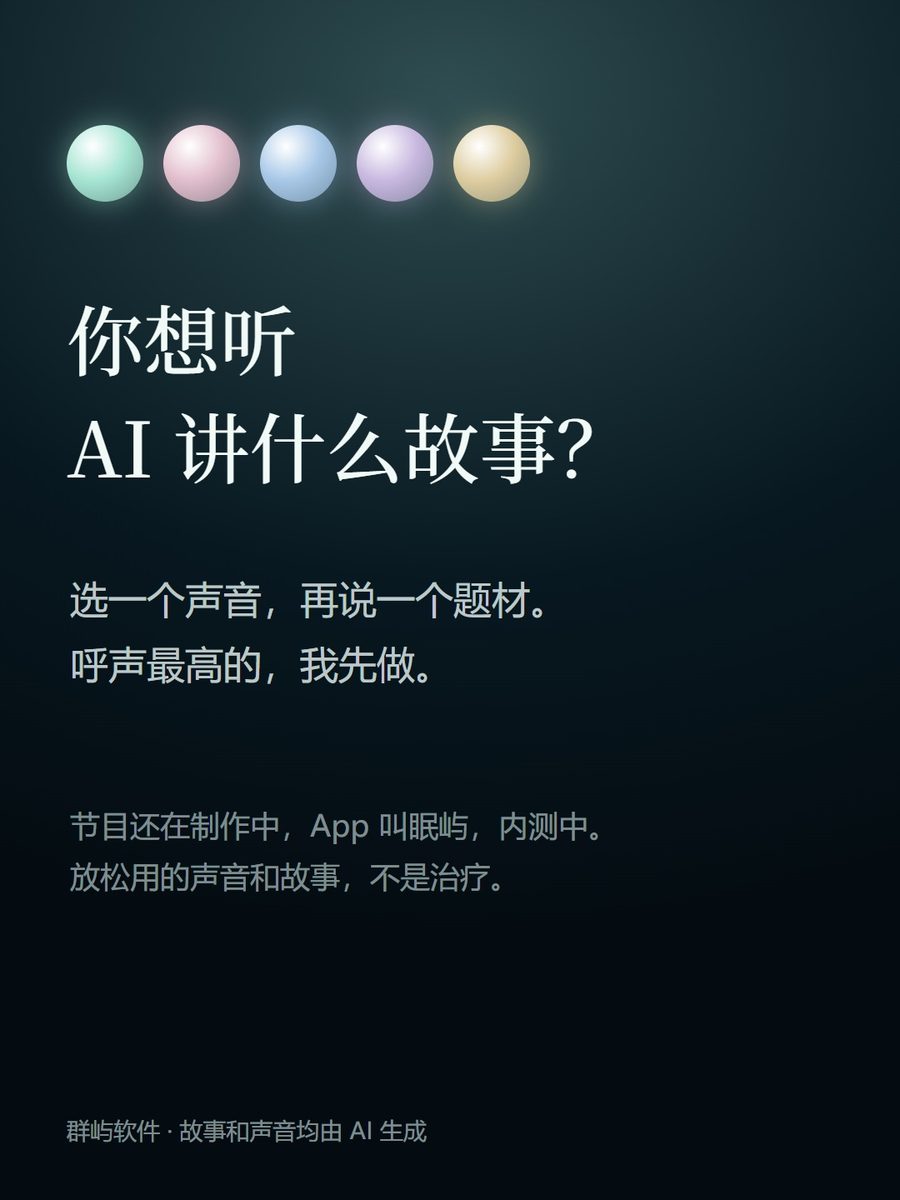 你想听
AI 讲什么故事？
选一个声音，再说一个题材。
呼声最高的，我先做。
节目还在制作中，App 叫眠屿，内测中。
放松用的声音和故事，不是治疗。
群屿软件 · 故事和声音均由 AI 生成